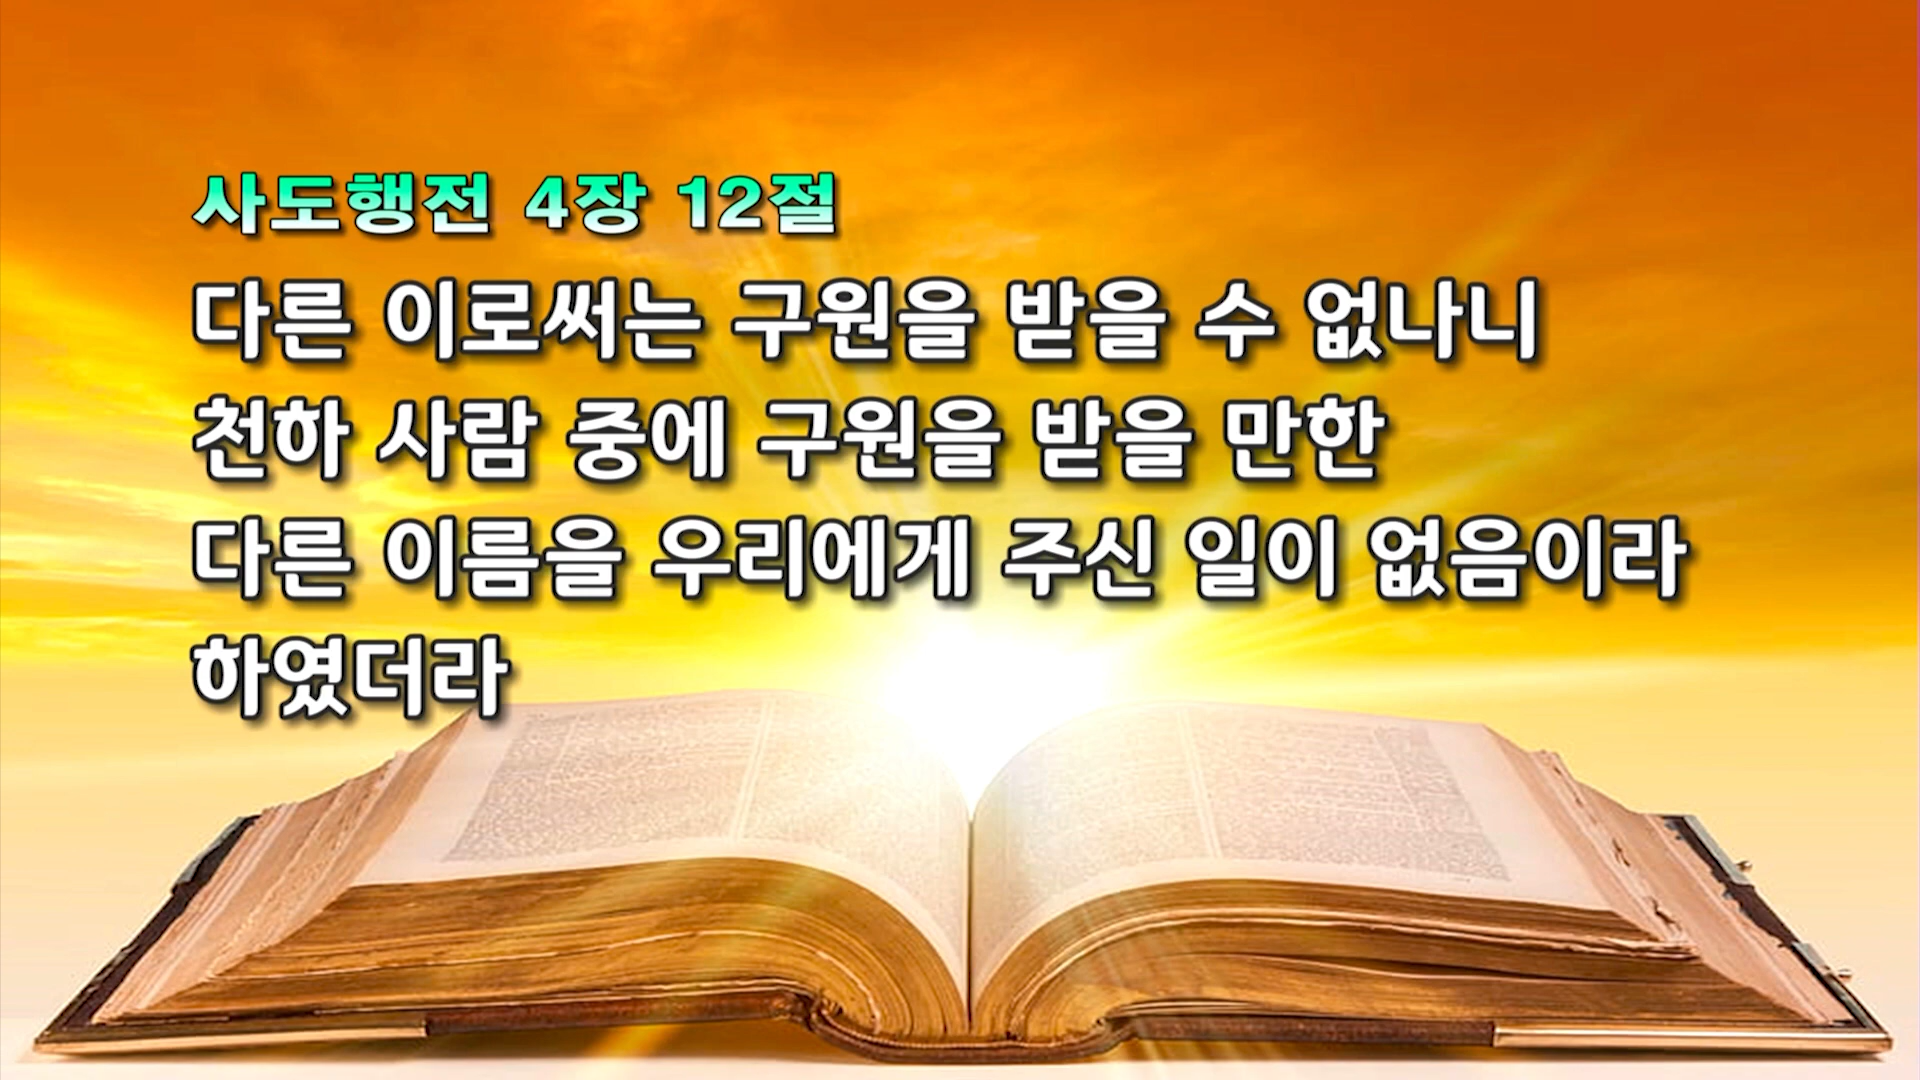 사도행전 4장 12절
다른 이로써는 구원을 받을 수 없나니
천하 사람 중에 구원을 받을 만한
다른 이름을 우리에게 주신 일이 없음이라
하였더라